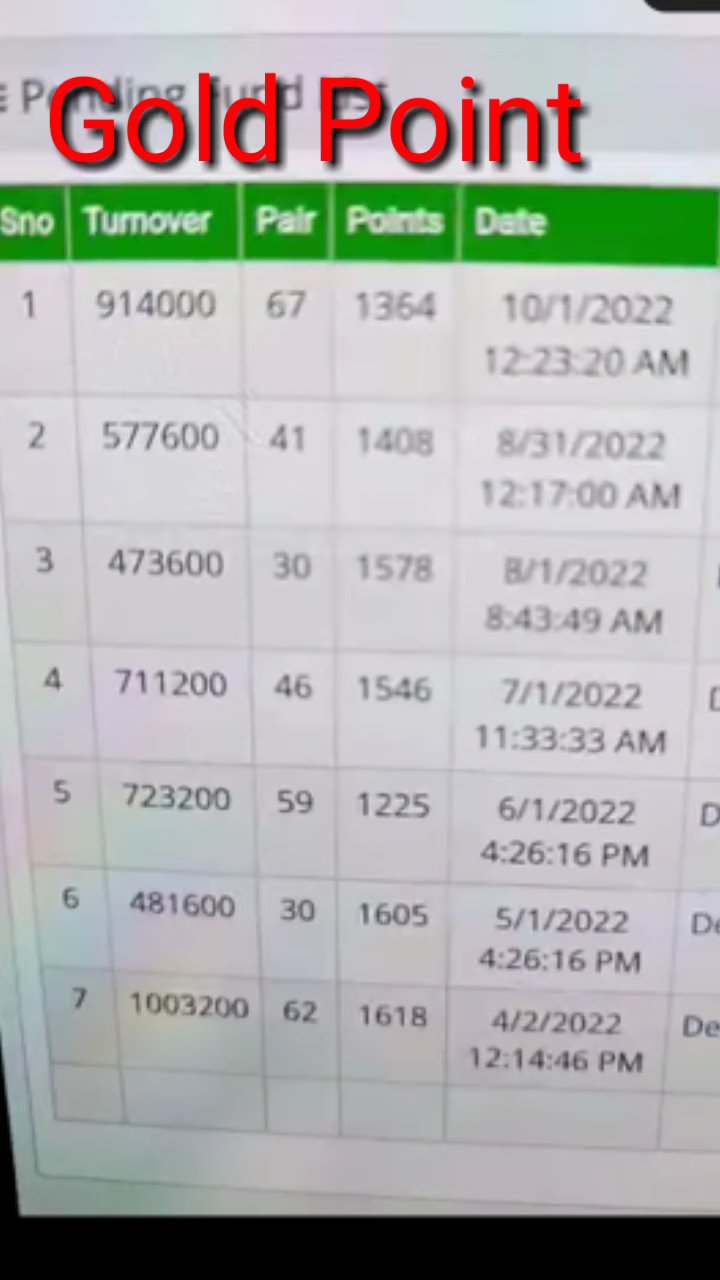 Pending Fund List
Gold Point
Sno Turnover Pair Points Date
1 914000 67 1364 10/1/2022
12:23:20 AM
2 577600 41 1408 8/31/2022
12:17:00 AM
3 473600 30 1578 8/1/2022
8:43:49 AM
4 711200 46 1546 7/1/2022
11:33:33 AM
5 723200 59 1225 6/1/2022
4:26:16 PM
6 481600 30 1605 5/1/2022
4:26:16 PM
7 1003200 62 1618 4/2/2022
12:14:46 PM